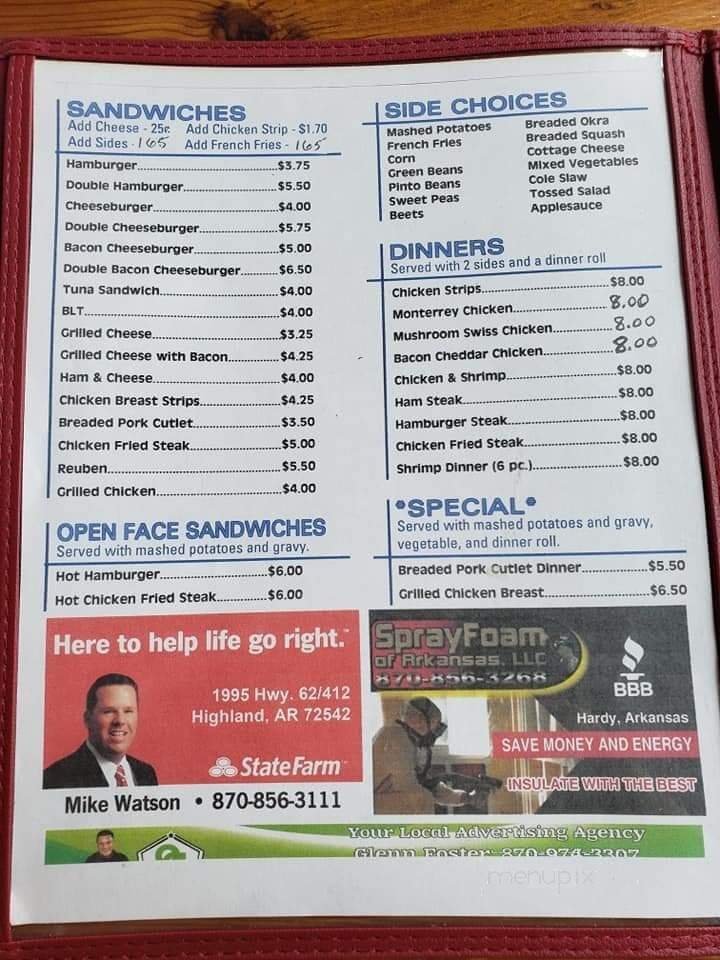 SANDWICHES
Add Cheese - 25¢ Add Chicken Strip - $1.70
Add Sides - 165 Add French Fries - 165
Hamburger.....$3.75
Double Hamburger.....$5.50
Cheeseburger.....$4.00
Double Cheeseburger.....$5.75
Bacon Cheeseburger.....$5.00
Double Bacon Cheeseburger.....$6.50
Tuna Sandwich.....$4.00
BLT.....$4.00
Grilled Cheese.....$3.25
Grilled Cheese with Bacon.....$4.25
Ham & Cheese.....$4.00
Chicken Breast Strips.....$4.25
Breaded Pork Cutlet.....$3.50
Chicken Fried Steak.....$5.00
Reuben.....$5.50
Grilled Chicken.....$4.00
OPEN FACE SANDWICHES
Served with mashed potatoes and gravy.
Hot Hamburger.....$6.00
Hot Chicken Fried Steak.....$6.00
SIDE CHOICES
Mashed Potatoes
French Fries
Corn
Green Beans
Pinto Beans
Sweet Peas
Beets
Breaded Okra
Breaded Squash
Cottage Cheese
Mixed Vegetables
Cole Slaw
Tossed Salad
Applesauce
DINNERS
Served with 2 sides and a dinner roll
Chicken Strips.....$8.00
Monterrey Chicken.....8.00
Mushroom Swiss Chicken.....8.00
Bacon Cheddar Chicken.....8.00
Chicken & Shrimp.....$8.00
Ham Steak.....$8.00
Hamburger Steak.....$8.00
Chicken Fried Steak.....$8.00
Shrimp Dinner (6 pc.).....$8.00
*SPECIAL*
Served with mashed potatoes and gravy,
vegetable, and dinner roll.
Breaded Pork Cutlet Dinner.....$5.50
Grilled Chicken Breast.....$6.50
Here to help life go right.™
1995 Hwy. 62/412
Highland, AR 72542
State Farm™
Mike Watson • 870-856-3111
SprayFoam
of Arkansas, LLC
870-856-3268
BBB
Hardy, Arkansas
SAVE MONEY AND ENERGY
INSULATE WITH THE BEST
Your Local Advertising Agency
Glenn Foster 870-974-3307
menupix